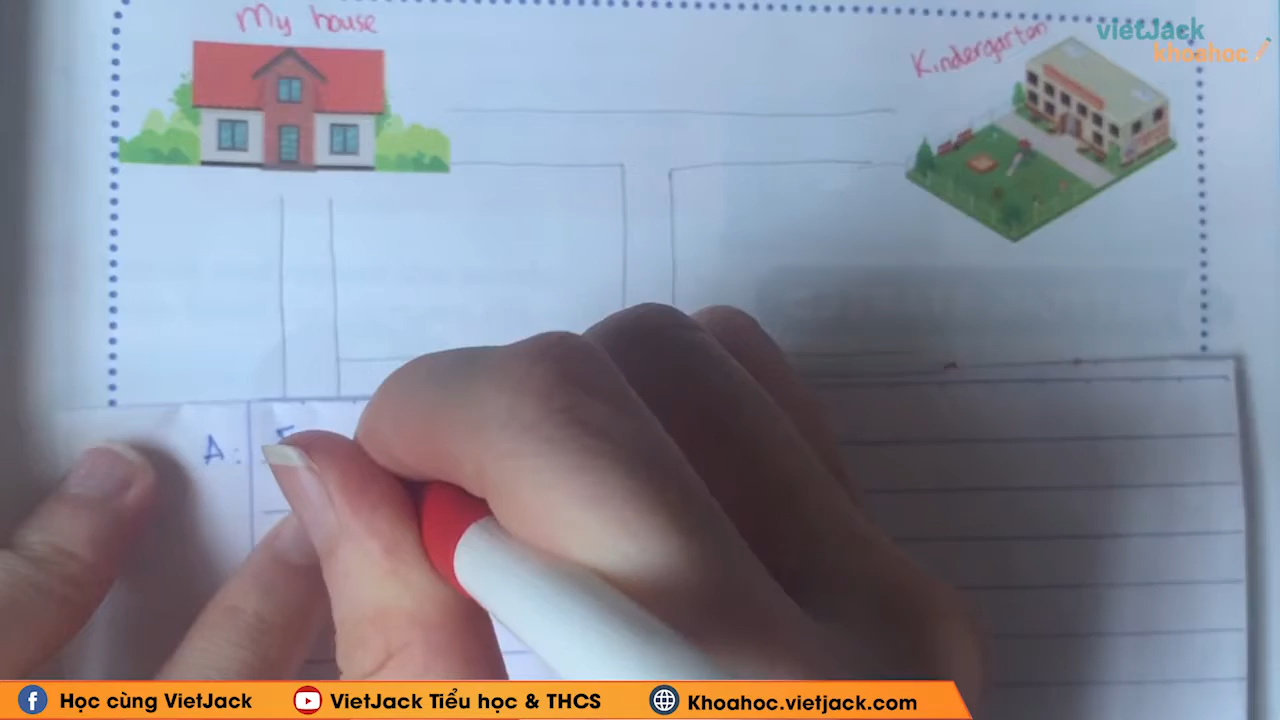 My house
Kindergarten
vietJack
khoahoc
A:
Học cùng VietJack
VietJack Tiểu học & THCS
Khoahoc.vietjack.com